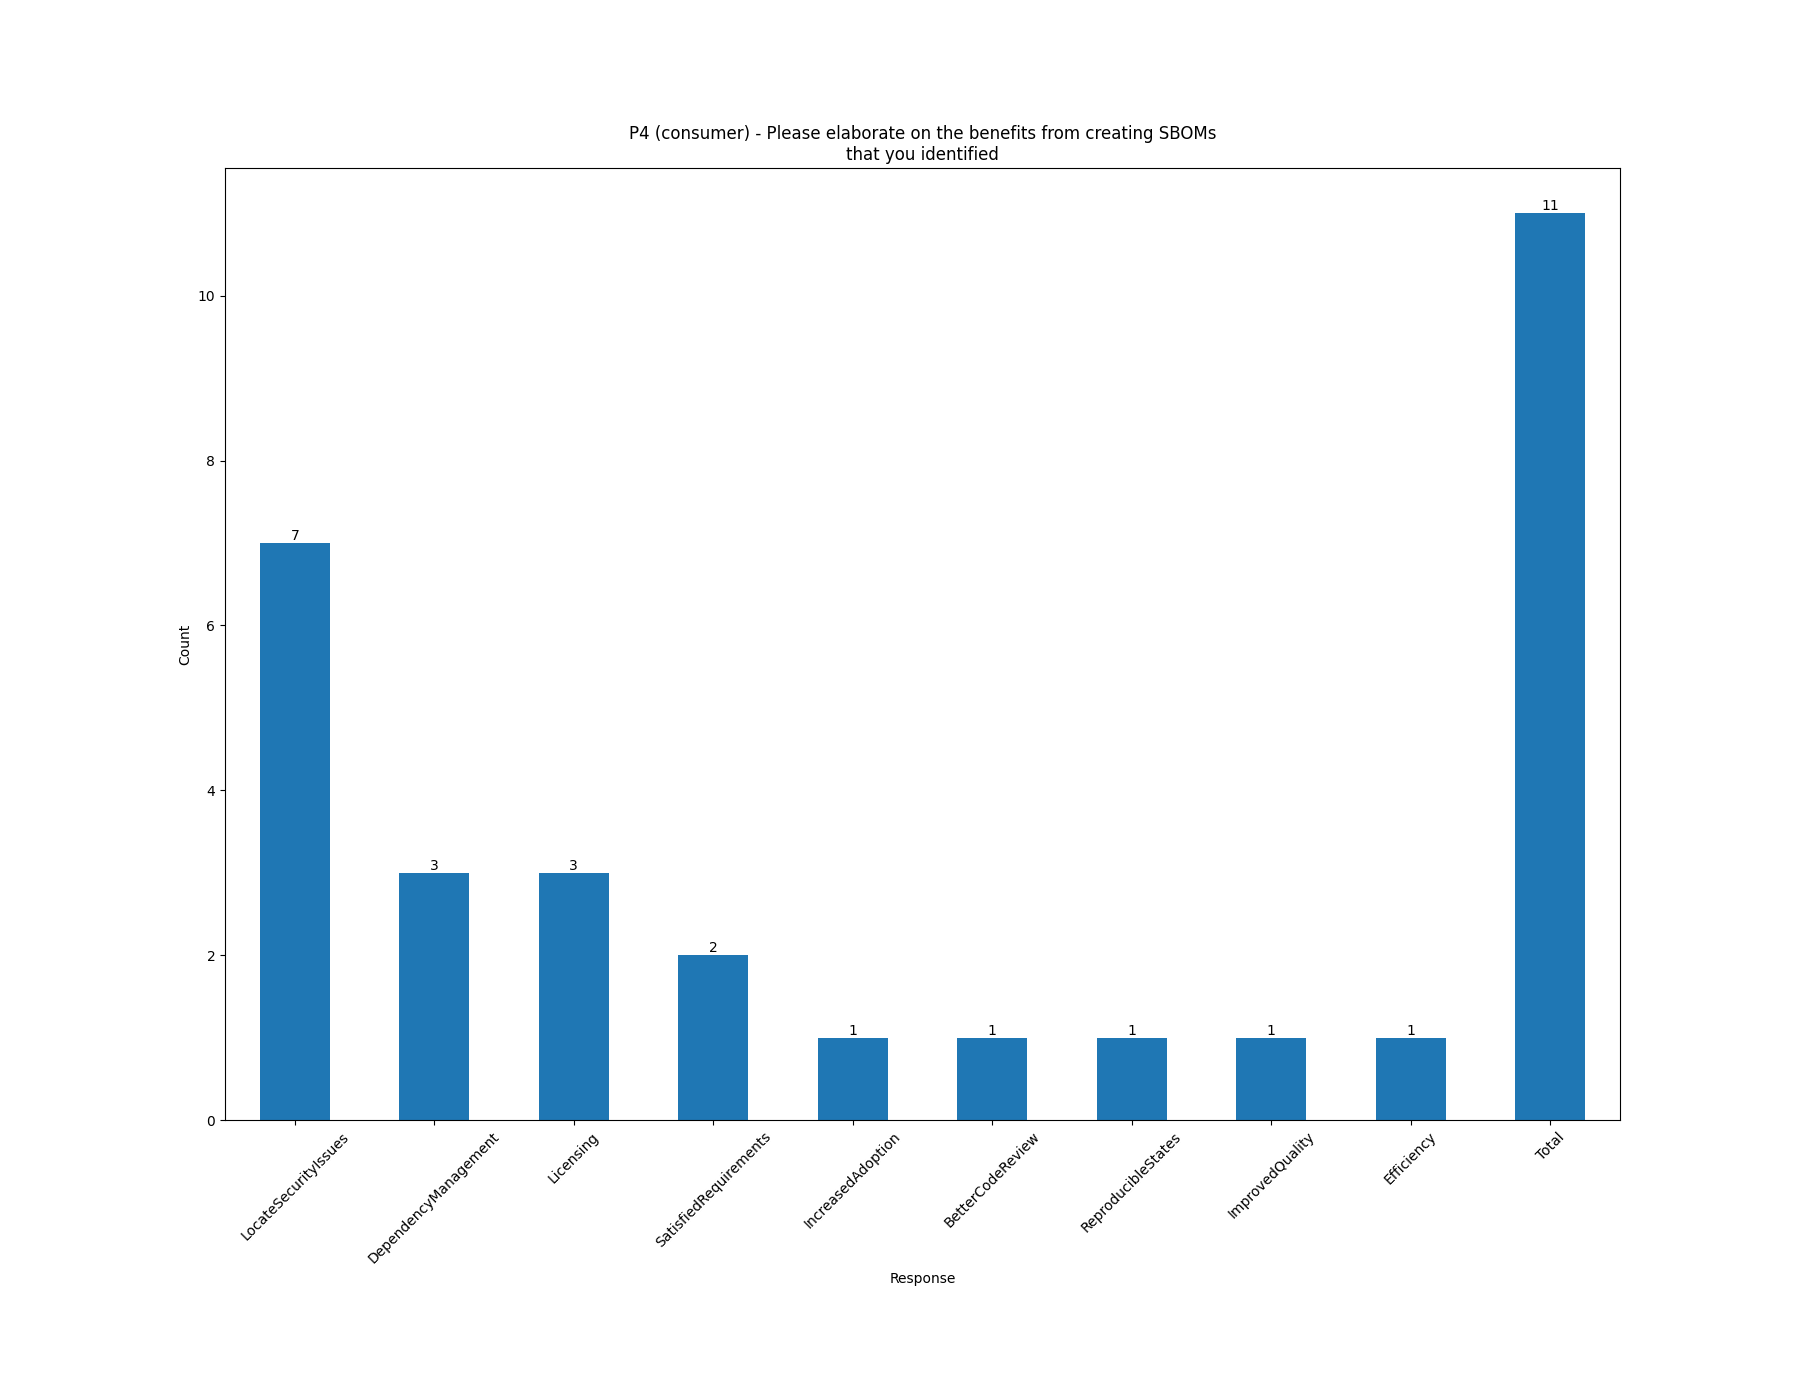 P4 (consumer) - Please elaborate on the benefits from creating SBOMs
that you identified
11
10
8
7
6
Count
4
3
3
2
2
1
1
1
1
1
0
LocateSecurityIssues
DependencyManagement
Licensing
SatisfiedRequirements
IncreasedAdoption
BetterCodeReview
ReproducibleStates
ImprovedQuality
Efficiency
Total
Response